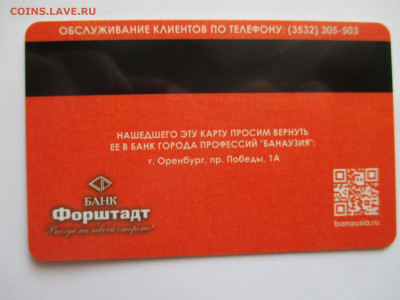 COINS.LAVE.RU
ОБСЛУЖИВАНИЕ КЛИЕНТОВ ПО ТЕЛЕФОНУ: (3532) 305-503
НАШЕДШЕГО ЭТУ КАРТУ ПРОСИМ ВЕРНУТЬ
ЕЕ В БАНК ГОРОДА ПРОФЕССИЙ "БАНАУЗИЯ":
г. Оренбург, пр. Победы, 1А
БАНК
Форштадт
Всегда на твоей стороне!
banausia.ru